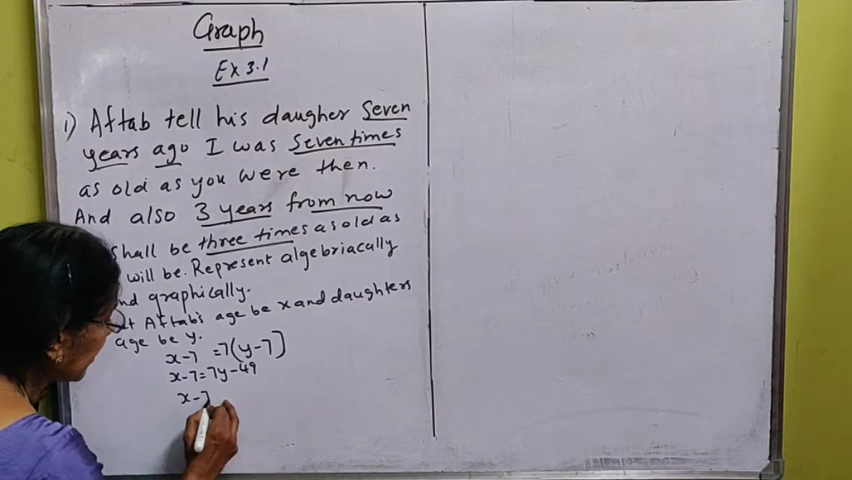 Graph
Ex 3.1
1) Aftab tell his daugher Seven
years ago I was Seven times
as old as you were then.
And also 3 years from now
Shall be three times as old as
will be. Represent algebriacally
nd graphically.
t Aftab's age be x and daughters
age be y.
x-7 =7(y-7]
x-7=7y-49
x-7